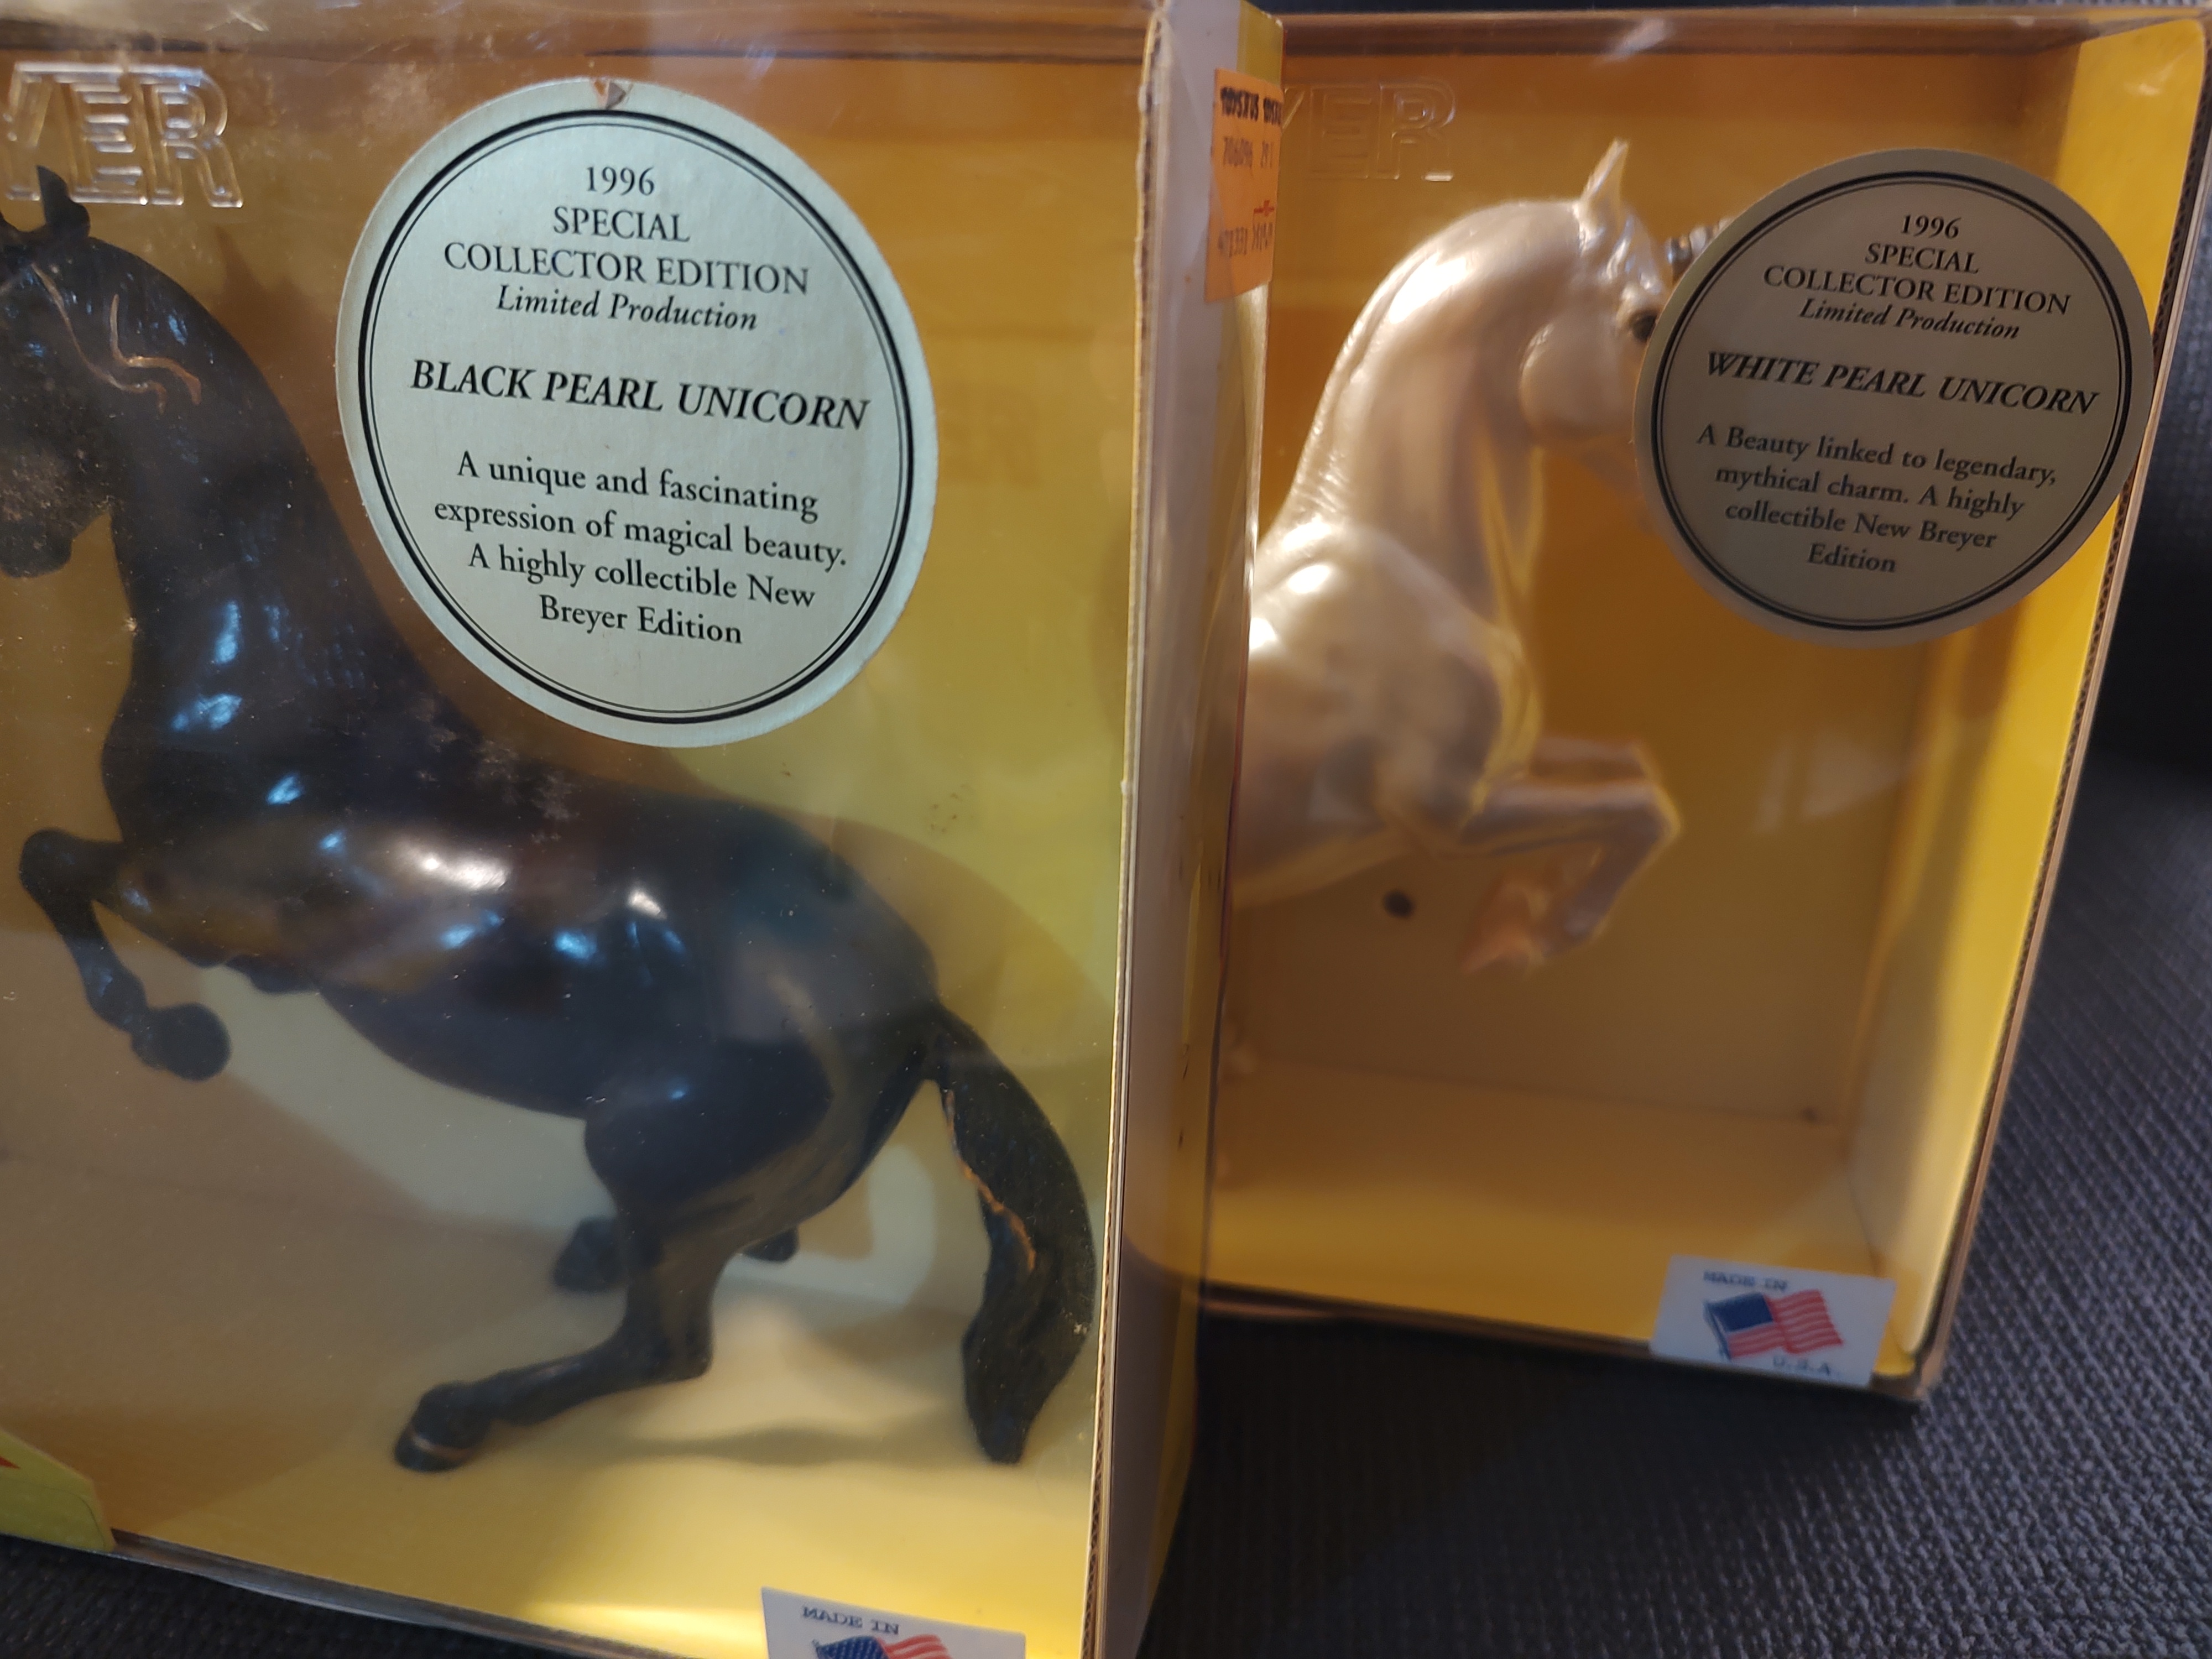 YER
1996
SPECIAL
COLLECTOR EDITION
Limited Production
BLACK PEARL UNICORN
A unique and fascinating
expression of magical beauty.
A highly collectible New
Breyer Edition
MADE IN
YER
1996
SPECIAL
COLLECTOR EDITION
Limited Production
WHITE PEARL UNICORN
A Beauty linked to legendary,
mythical charm. A highly
collectible New Breyer
Edition
MADE IN
U.S.A.